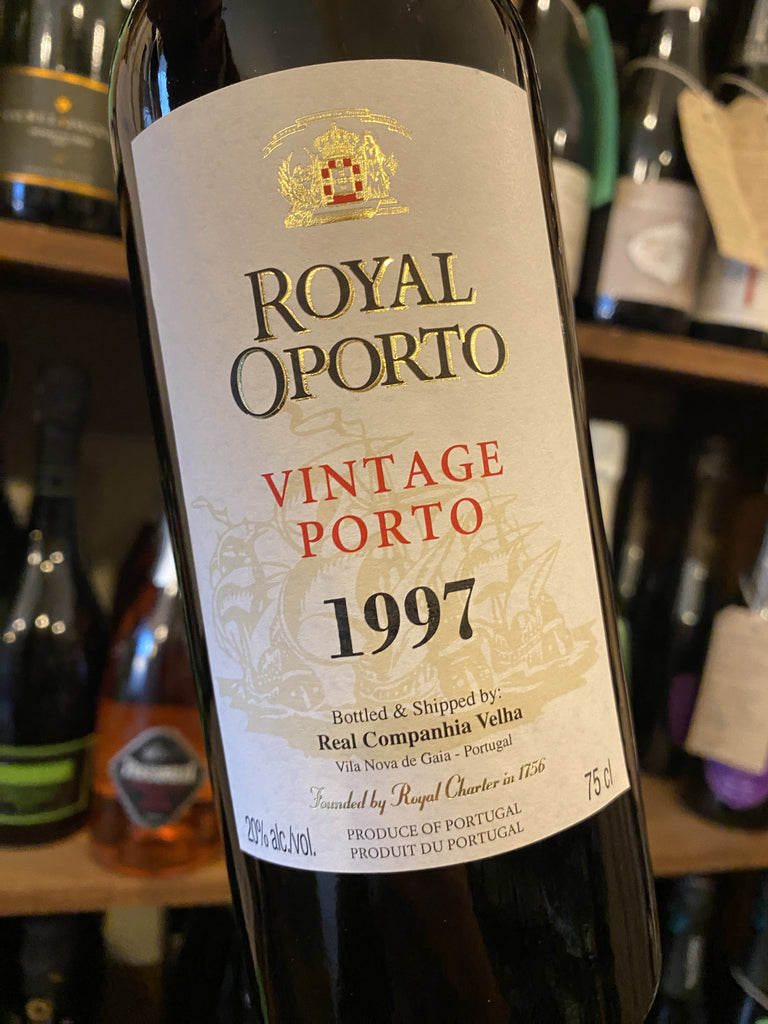 ROYAL
OPORTO
VINTAGE
PORTO
1997
Bottled & Shipped by:
Real Companhia Velha
Vila Nova de Gaia - Portugal
Founded by Royal Charter in 1756
20% alc./vol.
75 cl
PRODUCE OF PORTUGAL
PRODUIT DU PORTUGAL